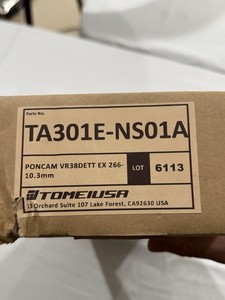 Parts No.
TA301E-NS01A
PONCAM VR38DETT EX 266-
10.3mm
LOT 6113
TOMEIUSA
13 Orchard Suite 107 Lake Forest, CA92630 USA